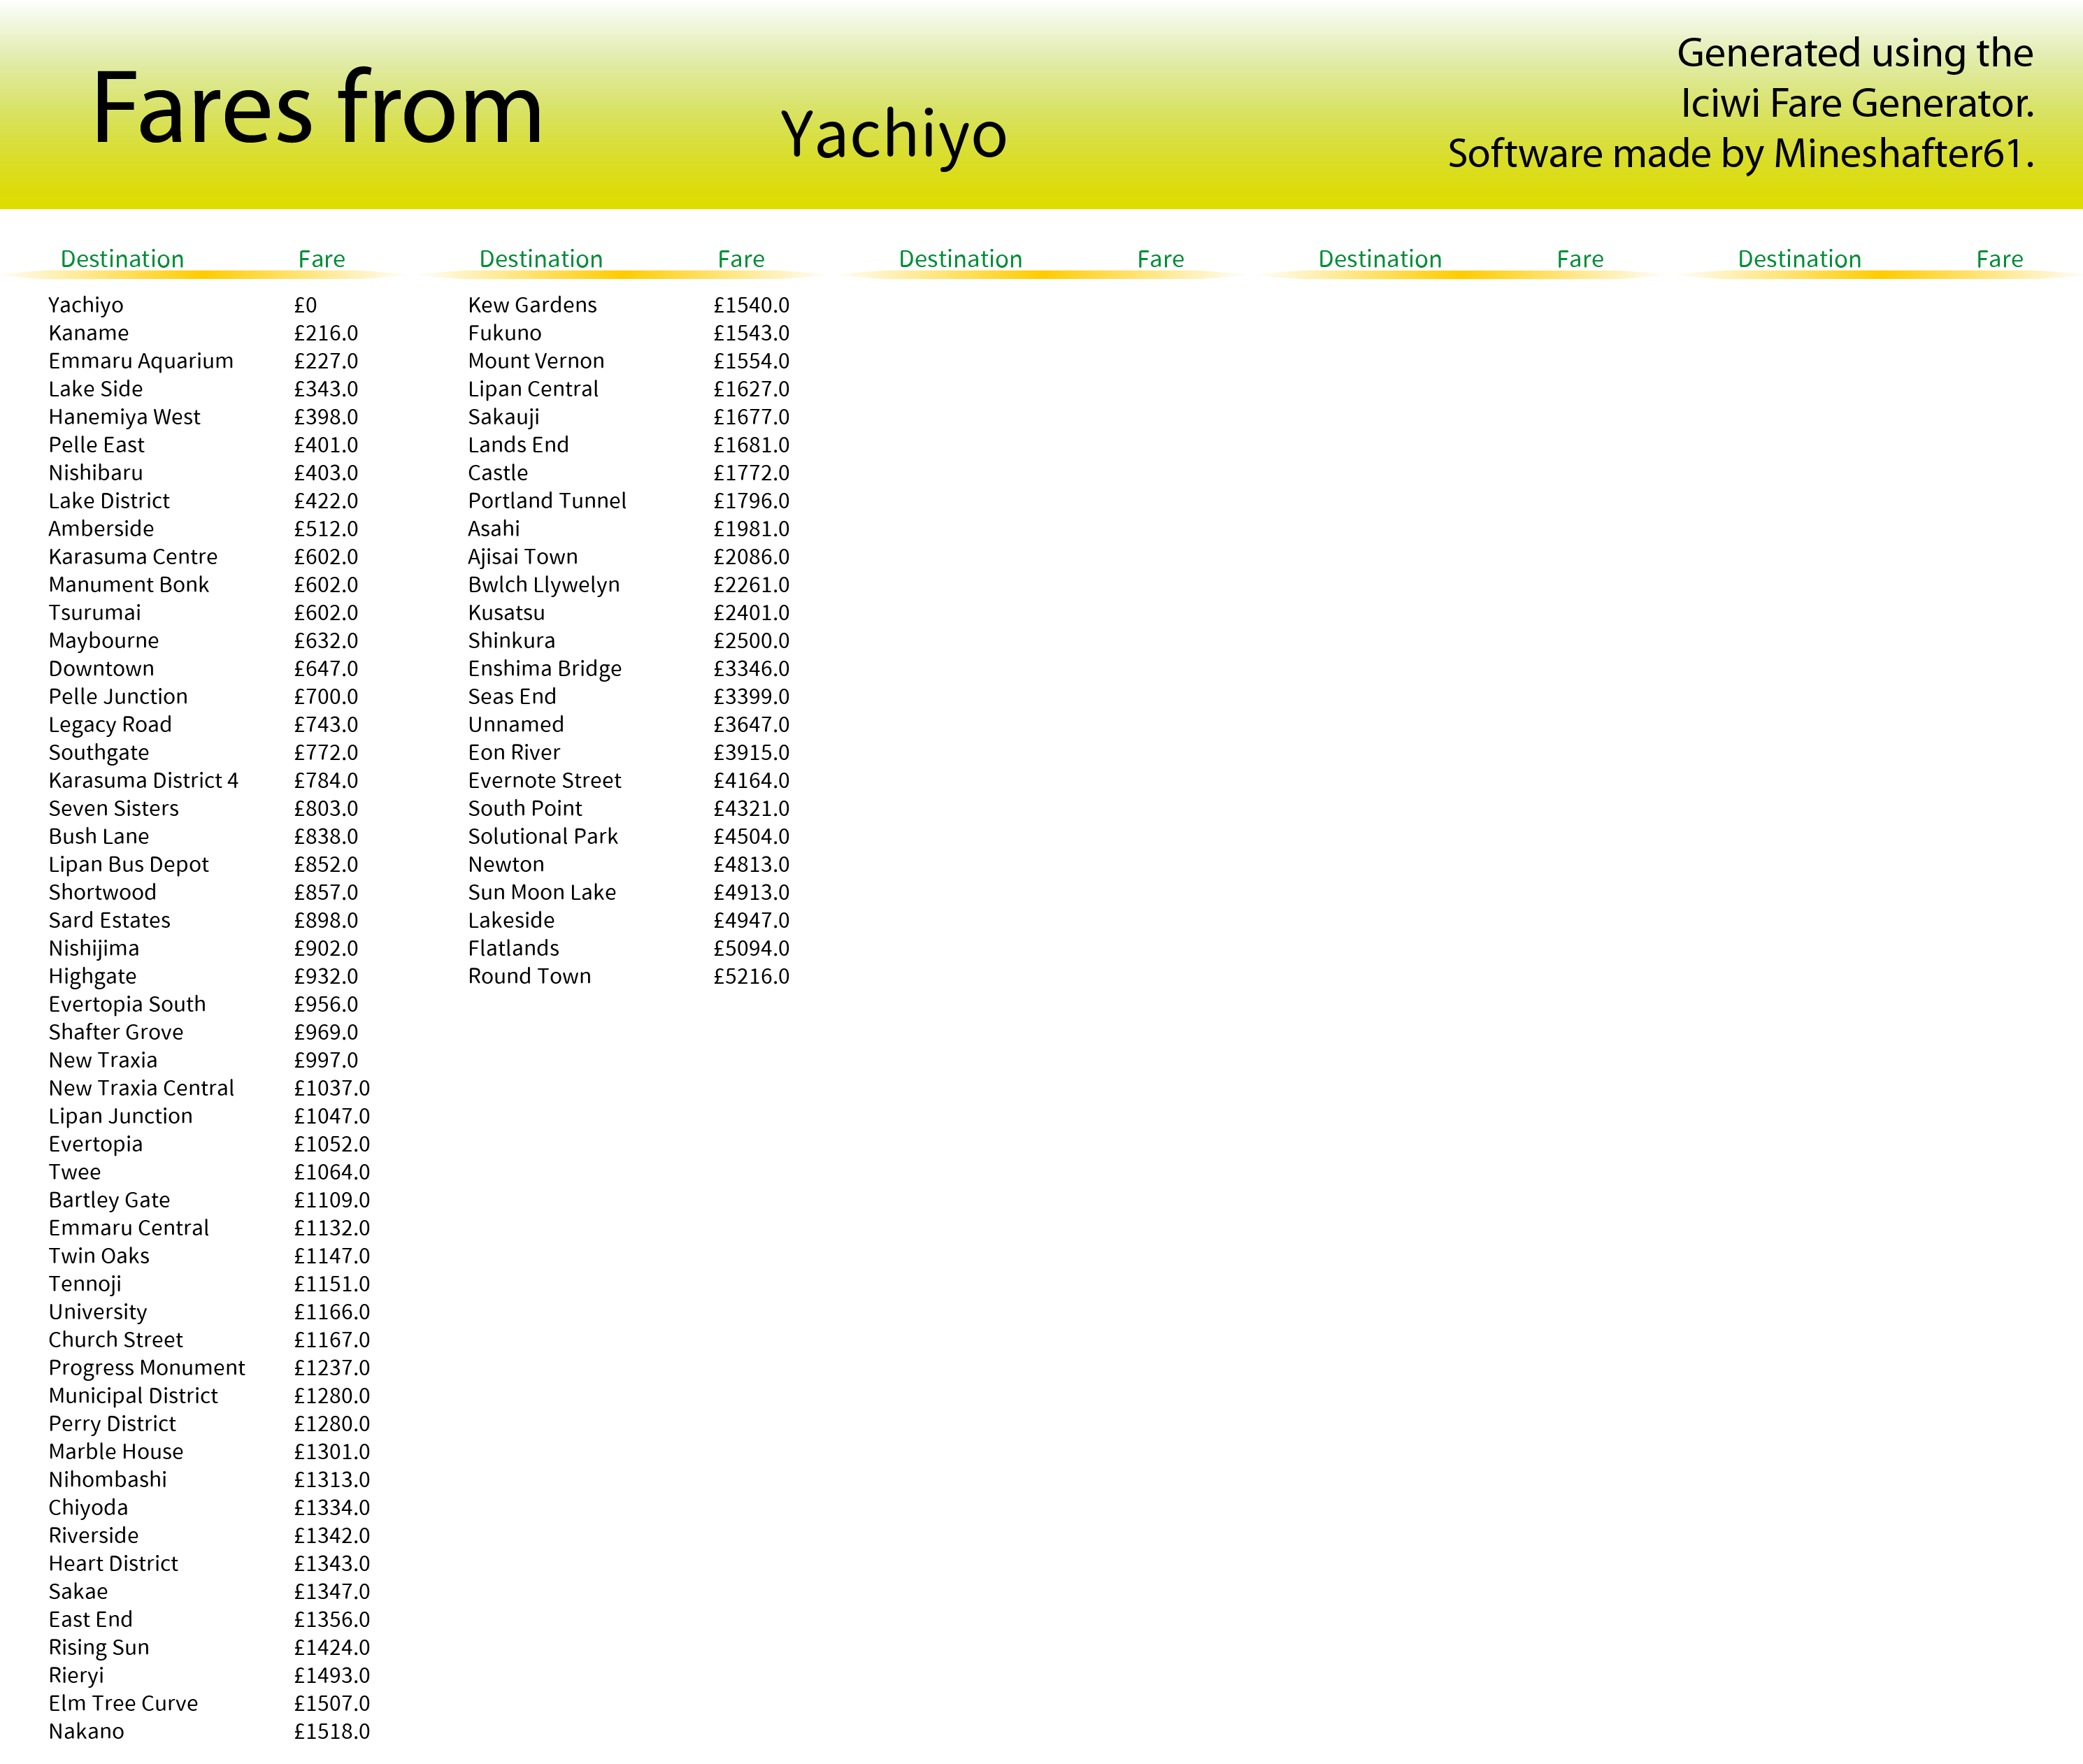 Fares from
Yachiyo
Generated using the
Iciwi Fare Generator.
Software made by Mineshafter61.
Destination Fare Destination Fare Destination Fare Destination Fare Destination Fare
Yachiyo £0
Kaname £216.0
Emmaru Aquarium £227.0
Lake Side £343.0
Hanemiya West £398.0
Pelle East £401.0
Nishibaru £403.0
Lake District £422.0
Amberside £512.0
Karasuma Centre £602.0
Manument Bonk £602.0
Tsurumai £602.0
Maybourne £632.0
Downtown £647.0
Pelle Junction £700.0
Legacy Road £743.0
Southgate £772.0
Karasuma District 4 £784.0
Seven Sisters £803.0
Bush Lane £838.0
Lipan Bus Depot £852.0
Shortwood £857.0
Sard Estates £898.0
Nishijima £902.0
Highgate £932.0
Evertopia South £956.0
Shafter Grove £969.0
New Traxia £997.0
New Traxia Central £1037.0
Lipan Junction £1047.0
Evertopia £1052.0
Twee £1064.0
Bartley Gate £1109.0
Emmaru Central £1132.0
Twin Oaks £1147.0
Tennoji £1151.0
University £1166.0
Church Street £1167.0
Progress Monument £1237.0
Municipal District £1280.0
Perry District £1280.0
Marble House £1301.0
Nihombashi £1313.0
Chiyoda £1334.0
Riverside £1342.0
Heart District £1343.0
Sakae £1347.0
East End £1356.0
Rising Sun £1424.0
Rieryi £1493.0
Elm Tree Curve £1507.0
Nakano £1518.0
Kew Gardens £1540.0
Fukuno £1543.0
Mount Vernon £1554.0
Lipan Central £1627.0
Sakauji £1677.0
Lands End £1681.0
Castle £1772.0
Portland Tunnel £1796.0
Asahi £1981.0
Ajisai Town £2086.0
Bwlch Llywelyn £2261.0
Kusatsu £2401.0
Shinkura £2500.0
Enshima Bridge £3346.0
Seas End £3399.0
Unnamed £3647.0
Eon River £3915.0
Evernote Street £4164.0
South Point £4321.0
Solutional Park £4504.0
Newton £4813.0
Sun Moon Lake £4913.0
Lakeside £4947.0
Flatlands £5094.0
Round Town £5216.0